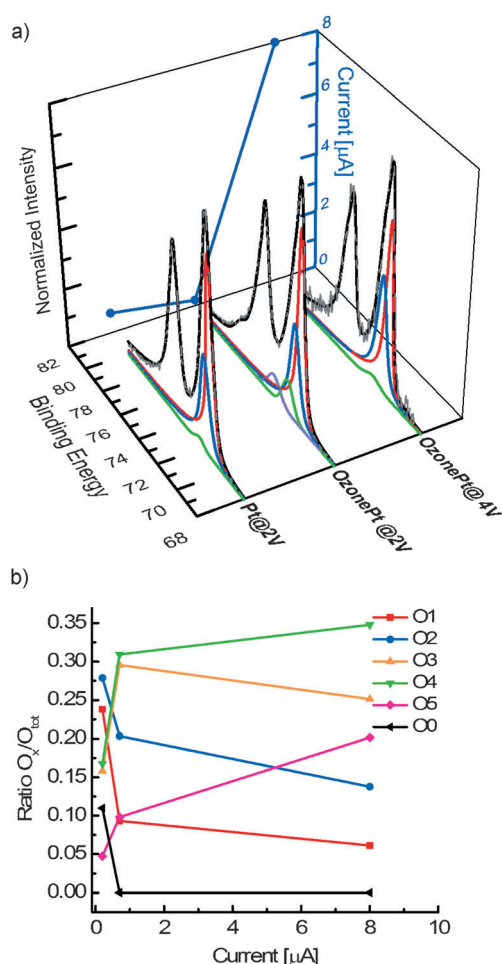 a)
Normalized Intensity
Current [µA]
8
6
4
2
0
82
80
78
76
74
72
70
68
Binding Energy
Pt@2V
OzonePt @2V
OzonePt@ 4V
b)
Ratio Ox/Otot
0.35
0.30
0.25
0.20
0.15
0.10
0.05
0.00
O1
O2
O3
O4
O5
O0
0 2 4 6 8 10
Current [µA]